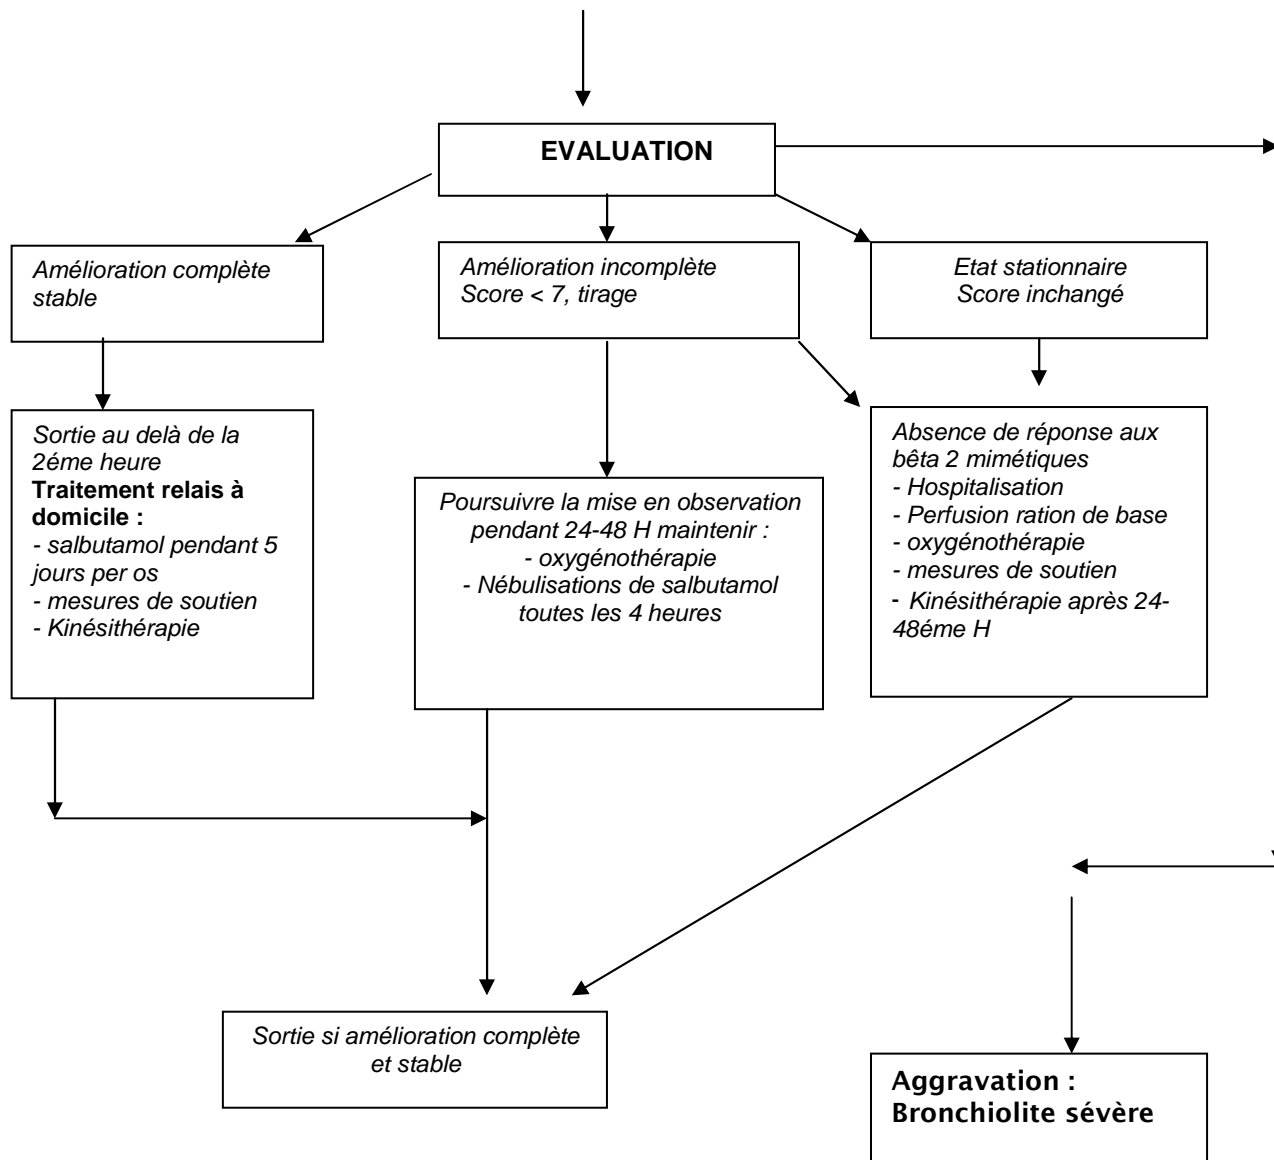 EVALUATION
Amélioration complète
stable
Amélioration incomplète
Score < 7, tirage
Etat stationnaire
Score inchangé
Sortie au delà de la
2éme heure
Traitement relais à
domicile :
- salbutamol pendant 5
jours per os
- mesures de soutien
- Kinésithérapie
Poursuivre la mise en observation
pendant 24-48 H maintenir :
- oxygénothérapie
- Nébulisations de salbutamol
toutes les 4 heures
Absence de réponse aux
bêta 2 mimétiques
- Hospitalisation
- Perfusion ration de base
- oxygénothérapie
- mesures de soutien
- Kinésithérapie après 24-
48éme H
Sortie si amélioration complète
et stable
Aggravation :
Bronchiolite sévère